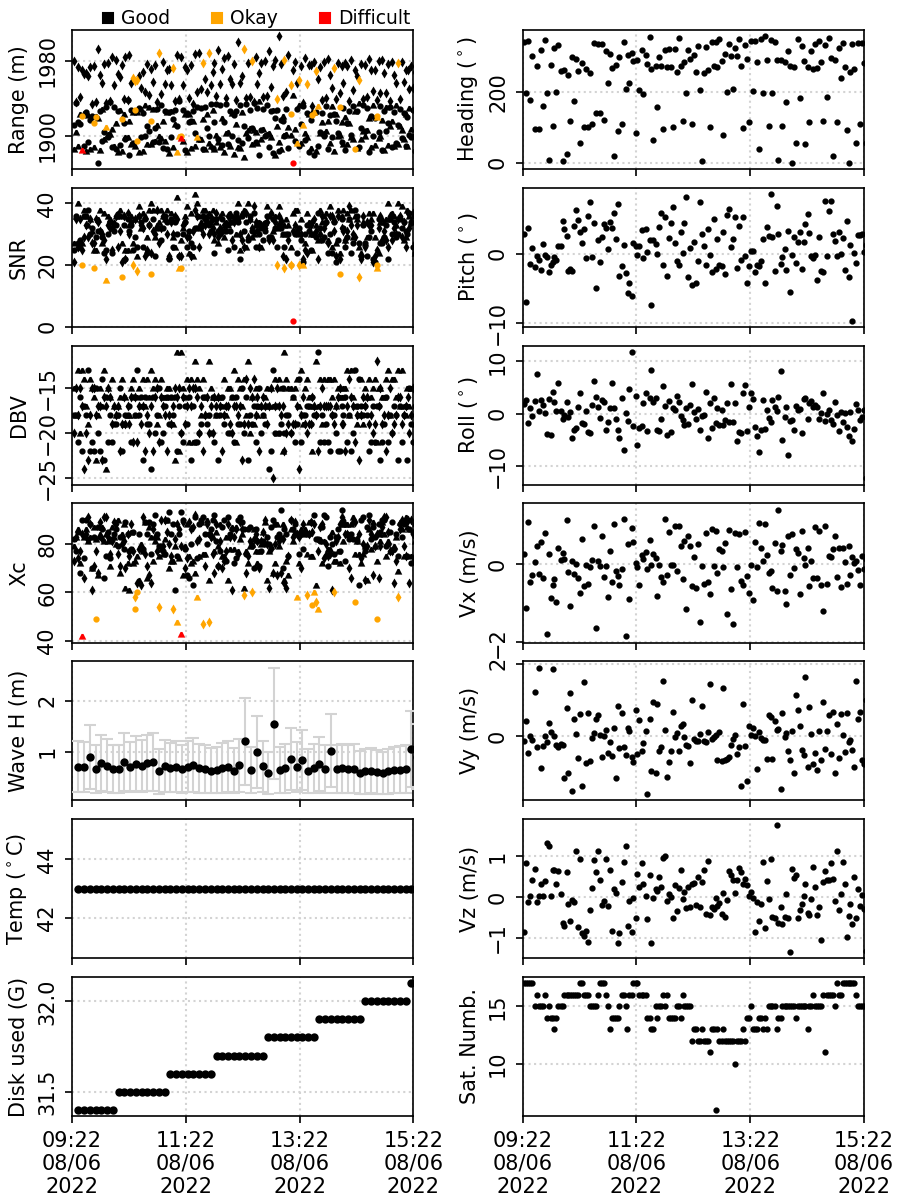 Good Okay Difficult
Range (m)
1980
1900
Heading (°)
200
0
SNR
40
20
0
Pitch (°)
0
−10
DBV
−15
−20
−25
Roll (°)
10
0
−10
Xc
80
60
40
Vx (m/s)
0
−2
Wave H (m)
2
1
Vy (m/s)
2
0
Temp (°C)
44
42
Vz (m/s)
1
0
−1
Disk used (G)
32.0
31.5
Sat. Numb.
15
10
09:22 11:22 13:22 15:22
08/06 08/06 08/06 08/06
2022 2022 2022 2022
09:22 11:22 13:22 15:22
08/06 08/06 08/06 08/06
2022 2022 2022 2022